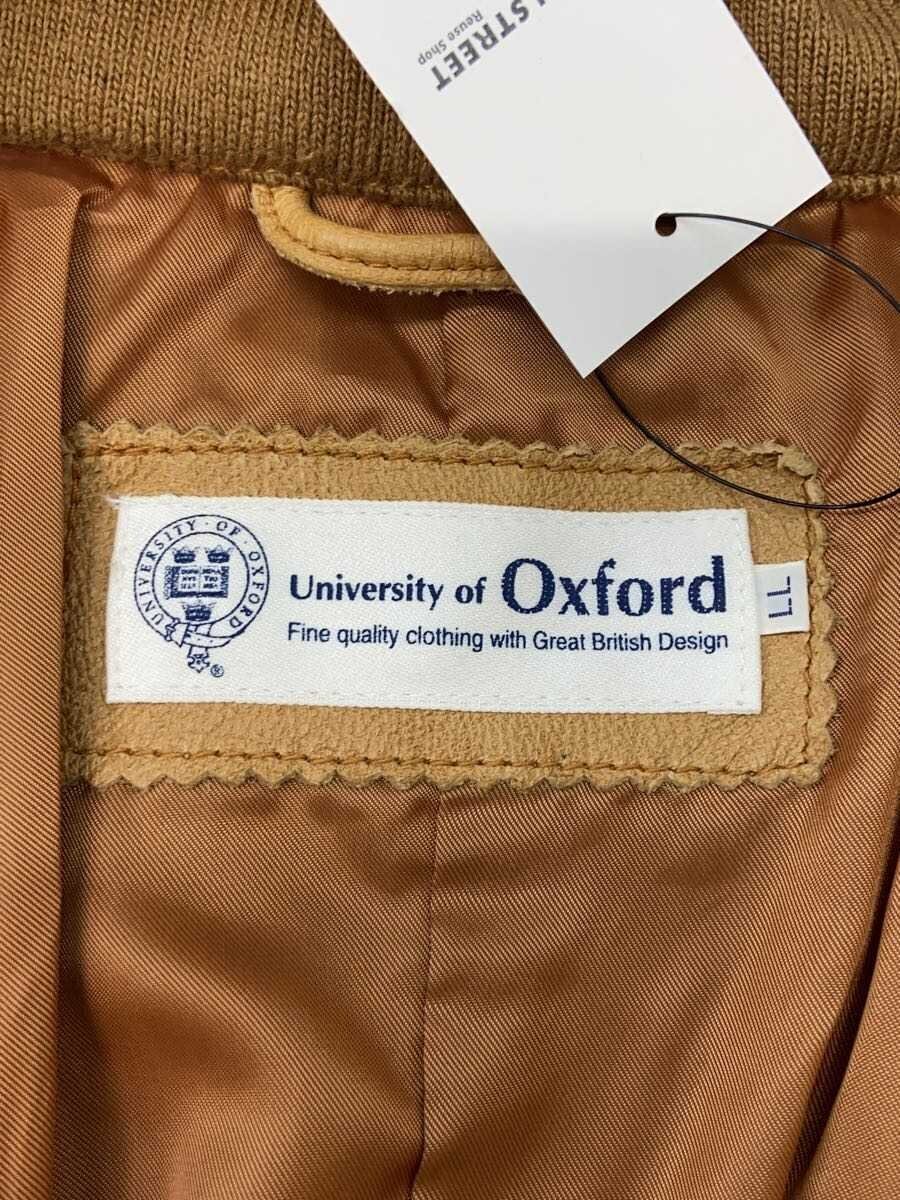 STREET
Reuse Shop
UNIVERSITY · OF · OXFORD
University of Oxford
Fine quality clothing with Great British Design
®
LL